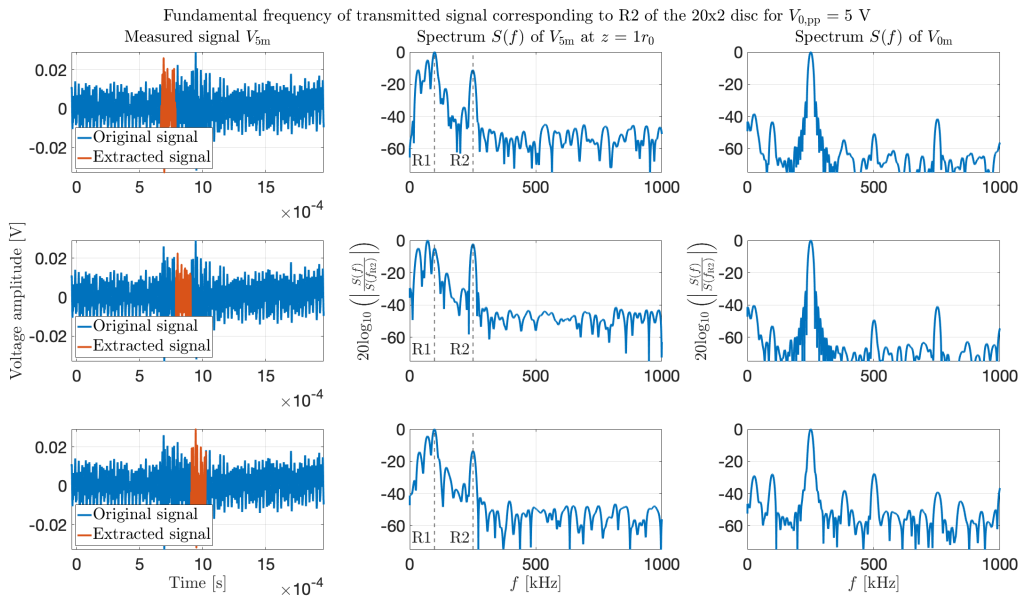 Fundamental frequency of transmitted signal corresponding to R2 of the 20x2 disc for V0,pp = 5 V
Measured signal V5m
Spectrum S(f) of V5m at z = 1r0
Spectrum S(f) of V0m
0.02
0
-0.02
Original signal
Extracted signal
0 5 10 15
×10-4
0
-20
-40
-60
R1 R2
0 500 1000
0
-20
-40
-60
0 500 1000
Voltage amplitude [V]
0.02
0
-0.02
Original signal
Extracted signal
0 5 10 15
×10-4
20log10(|S(f)/S(fR2)|)
0
-20
-40
-60
R1 R2
0 500 1000
20log10(|S(f)/S(fR2)|)
0
-20
-40
-60
0 500 1000
0.02
0
-0.02
Original signal
Extracted signal
0 5 10 15
×10-4
Time [s]
0
-20
-40
-60
R1 R2
0 500 1000
f [kHz]
0
-20
-40
-60
0 500 1000
f [kHz]